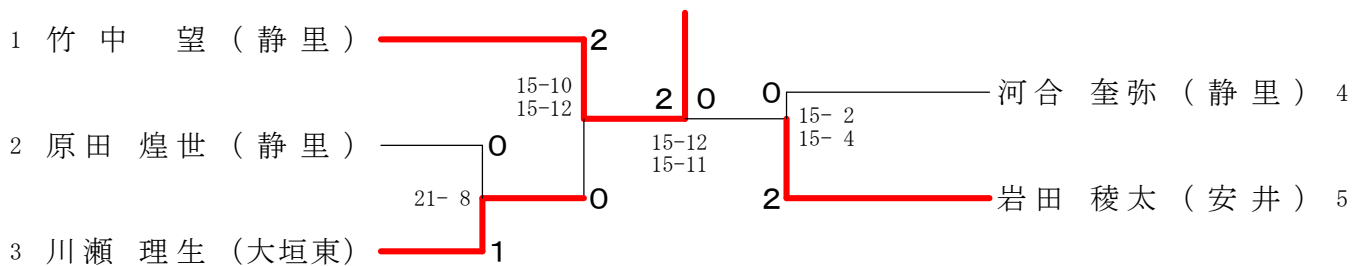 1 竹中 望 (静里)
2
15-10
15-12
2 0
0
河合 奎弥 (静里) 4
15- 2
15- 4
2 原田 煌世 (静里)
0
15-12
15-11
21- 8
0
2
岩田 稜太 (安井) 5
3 川瀬 理生 (大垣東)
1